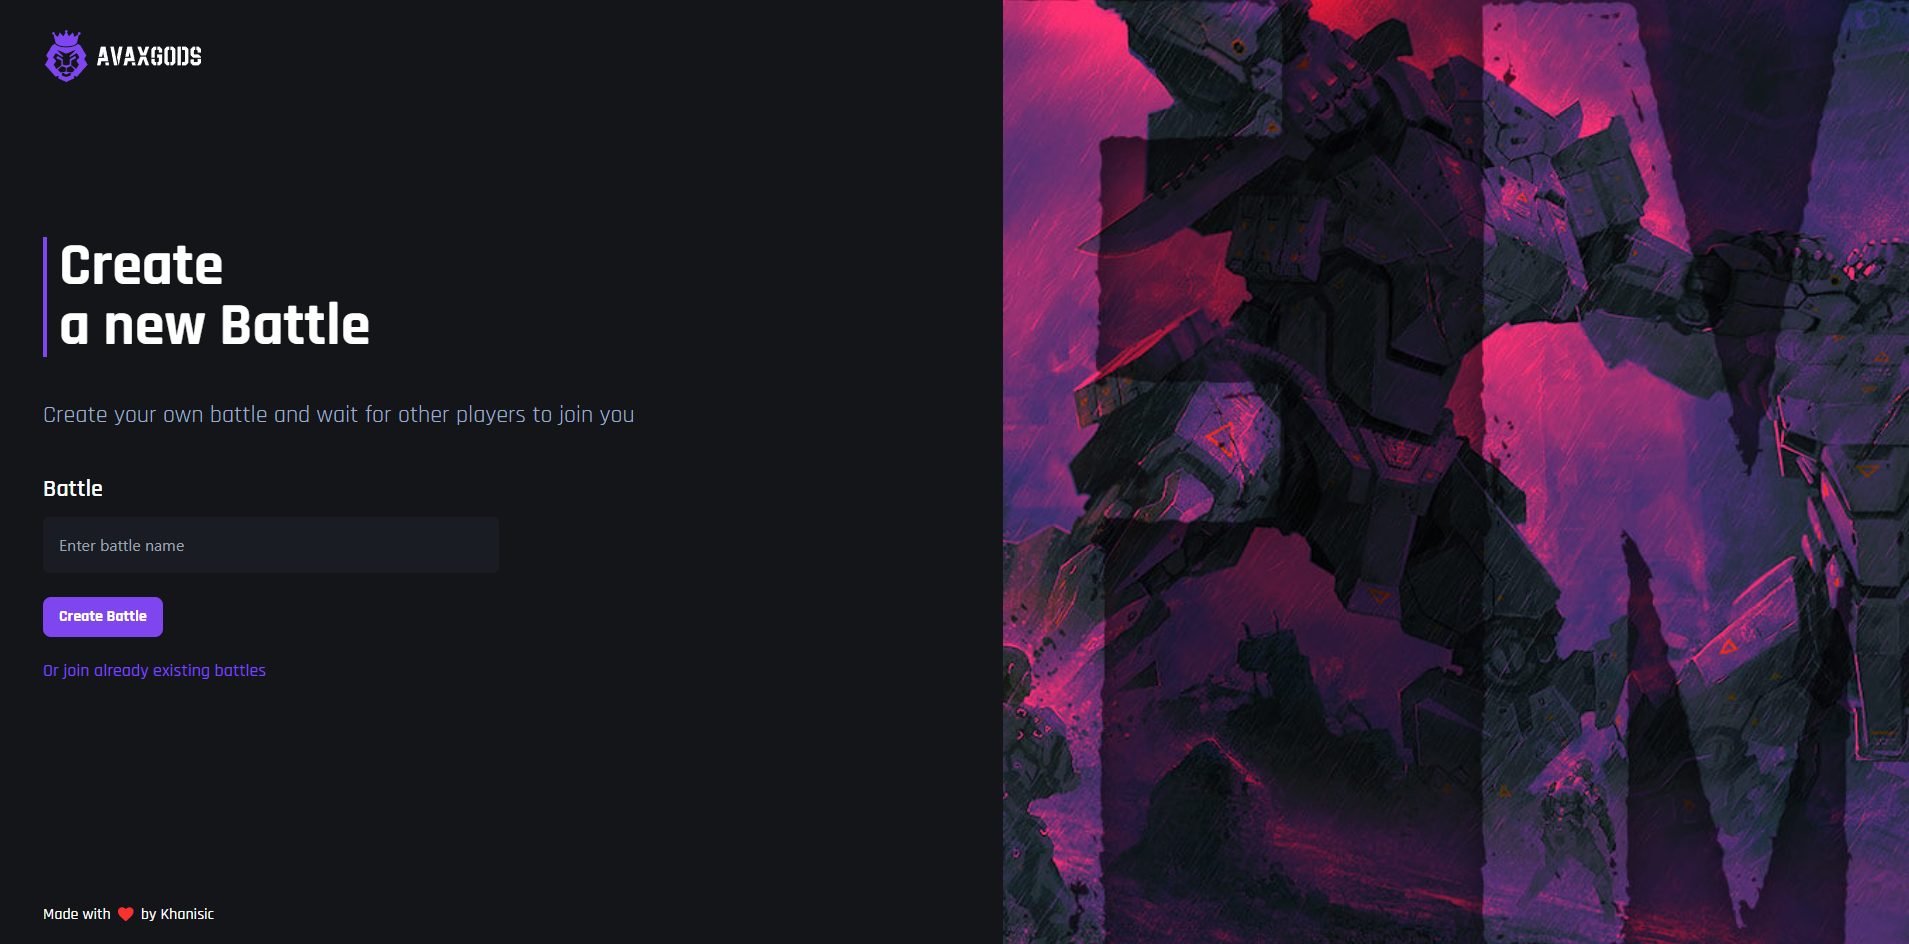 AVAXGODS
Create
a new Battle
Create your own battle and wait for other players to join you
Battle
Enter battle name
Create Battle
Or join already existing battles
Made with ❤ by Khanisic